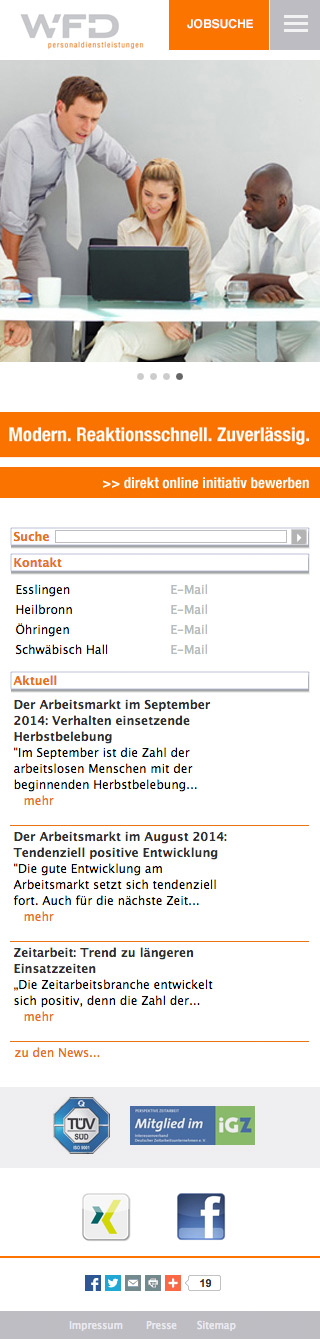 WFD
personaldienstleistungen
JOBSUCHE
Modern. Reaktionsschnell. Zuverlässig.
>> direkt online initiativ bewerben
Suche
Kontakt
Esslingen E-Mail
Heilbronn E-Mail
Öhringen E-Mail
Schwäbisch Hall E-Mail
Aktuell
Der Arbeitsmarkt im September
2014: Verhalten einsetzende
Herbstbelebung
"Im September ist die Zahl der
arbeitslosen Menschen mit der
beginnenden Herbstbelebung...
mehr
Der Arbeitsmarkt im August 2014:
Tendenziell positive Entwicklung
"Die gute Entwicklung am
Arbeitsmarkt setzt sich tendenziell
fort. Auch für die nächste Zeit...
mehr
Zeitarbeit: Trend zu längeren
Einsatzzeiten
„Die Zeitarbeitsbranche entwickelt
sich positiv, denn die Zahl der...
mehr
zu den News...
TÜV
SÜD
ISO 9001
PERSPEKTIVE ZEITARBEIT
Mitglied im iGZ
Interessenverband
Deutscher Zeitarbeitsunternehmen e. V.
19
Impressum Presse Sitemap